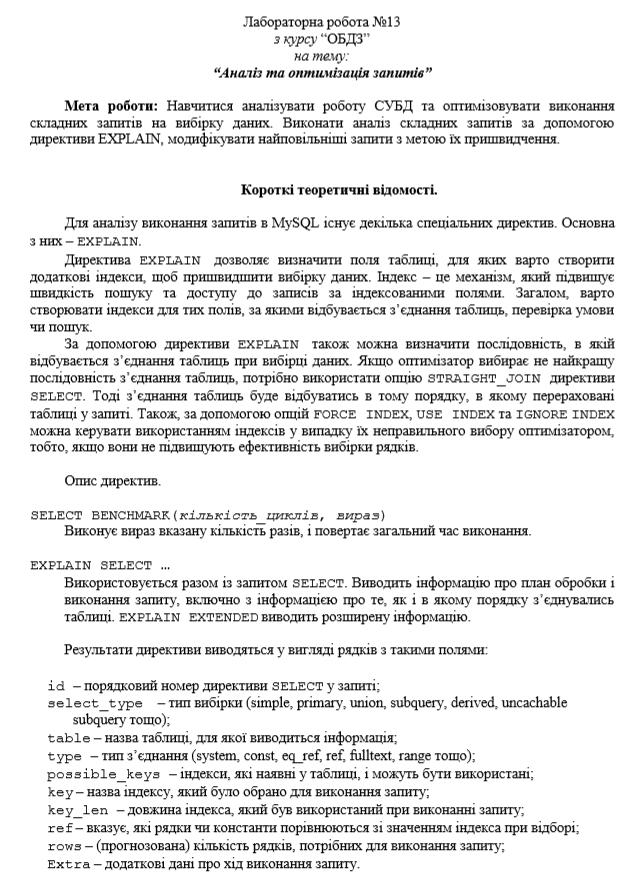 Лабораторна робота №13
з курсу “ОБДЗ”
на тему:
“Аналіз та оптимізація запитів”
Мета роботи: Навчитися аналізувати роботу СУБД та оптимізовувати виконання
складних запитів на вибірку даних. Виконати аналіз складних запитів за допомогою
директиви EXPLAIN, модифікувати найповільніші запити з метою їх пришвидчення.
Короткі теоретичні відомості.
Для аналізу виконання запитів в MySQL існує декілька спеціальних директив. Основна
з них – EXPLAIN.
Директива EXPLAIN дозволяє визначити поля таблиці, для яких варто створити
додаткові індекси, щоб пришвидшити вибірку даних. Індекс – це механізм, який підвищує
швидкість пошуку та доступу до записів за індексованими полями. Загалом, варто
створювати індекси для тих полів, за якими відбувається з’єднання таблиць, перевірка умови
чи пошук.
За допомогою директиви EXPLAIN також можна визначити послідовність, в якій
відбувається з’єднання таблиць при вибірці даних. Якщо оптимізатор вибирає не найкращу
послідовність з’єднання таблиць, потрібно використати опцію STRAIGHT_JOIN директиви
SELECT. Тоді з’єднання таблиць буде відбуватись в тому порядку, в якому перераховані
таблиці у запиті. Також, за допомогою опцій FORCE INDEX, USE INDEX та IGNORE INDEX
можна керувати використанням індексів у випадку їх неправильного вибору оптимізатором,
тобто, якщо вони не підвищують ефективність вибірки рядків.
Опис директив.
SELECT BENCHMARK(кількість_циклів, вираз)
Виконує вираз вказану кількість разів, і повертає загальний час виконання.
EXPLAIN SELECT …
Використовується разом із запитом SELECT. Виводить інформацію про план обробки і
виконання запиту, включно з інформацією про те, як і в якому порядку з’єднувались
таблиці. EXPLAIN EXTENDED виводить розширену інформацію.
Результати директиви виводяться у вигляді рядків з такими полями:
id – порядковий номер директиви SELECT у запиті;
select_type – тип вибірки (simple, primary, union, subquery, derived, uncachable
subquery тощо);
table – назва таблиці, для якої виводиться інформація;
type – тип з’єднання (system, const, eq_ref, ref, fulltext, range тощо);
possible_keys – індекси, які наявні у таблиці, і можуть бути використані;
key – назва індексу, який було обрано для виконання запиту;
key_len – довжина індекса, який був використаний при виконанні запиту;
ref – вказує, які рядки чи константи порівнюються зі значенням індекса при відборі;
rows – (прогнозована) кількість рядків, потрібних для виконання запиту;
Extra – додаткові дані про хід виконання запиту.